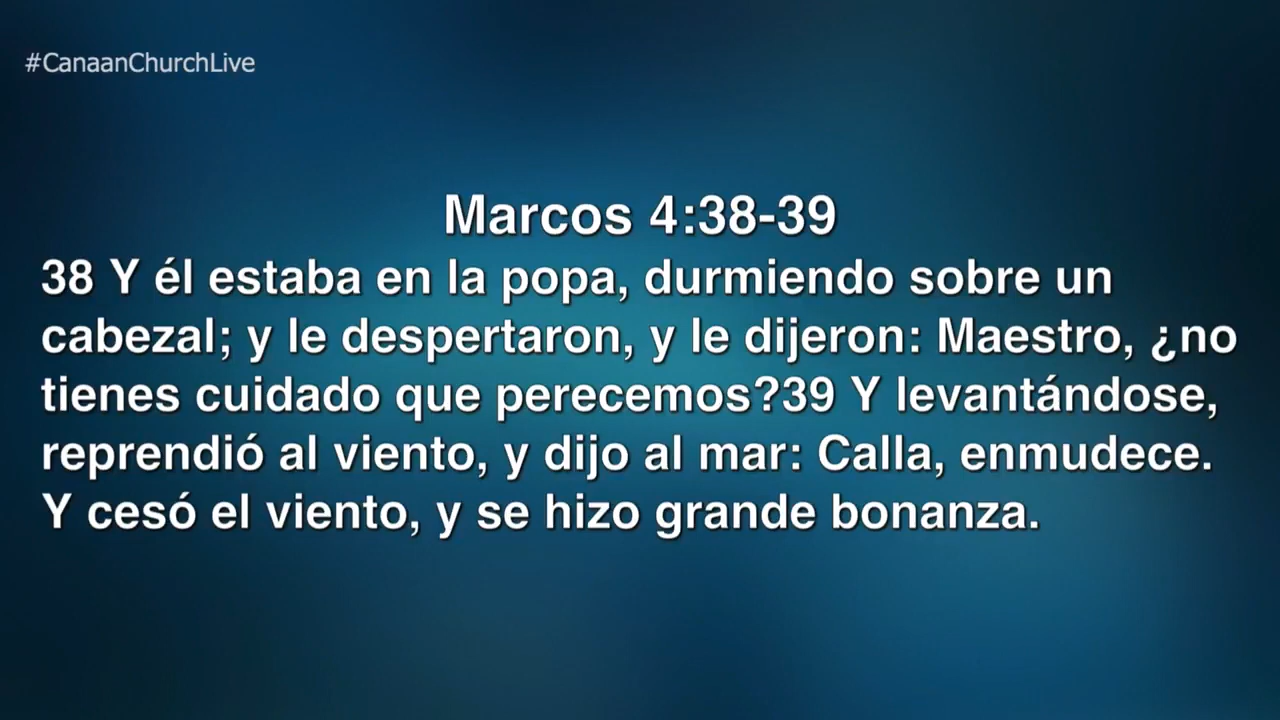 #CanaanChurchLive
Marcos 4:38-39
38 Y él estaba en la popa, durmiendo sobre un
cabezal; y le despertaron, y le dijeron: Maestro, ¿no
tienes cuidado que perecemos?39 Y levantándose,
reprendió al viento, y dijo al mar: Calla, enmudece.
Y cesó el viento, y se hizo grande bonanza.